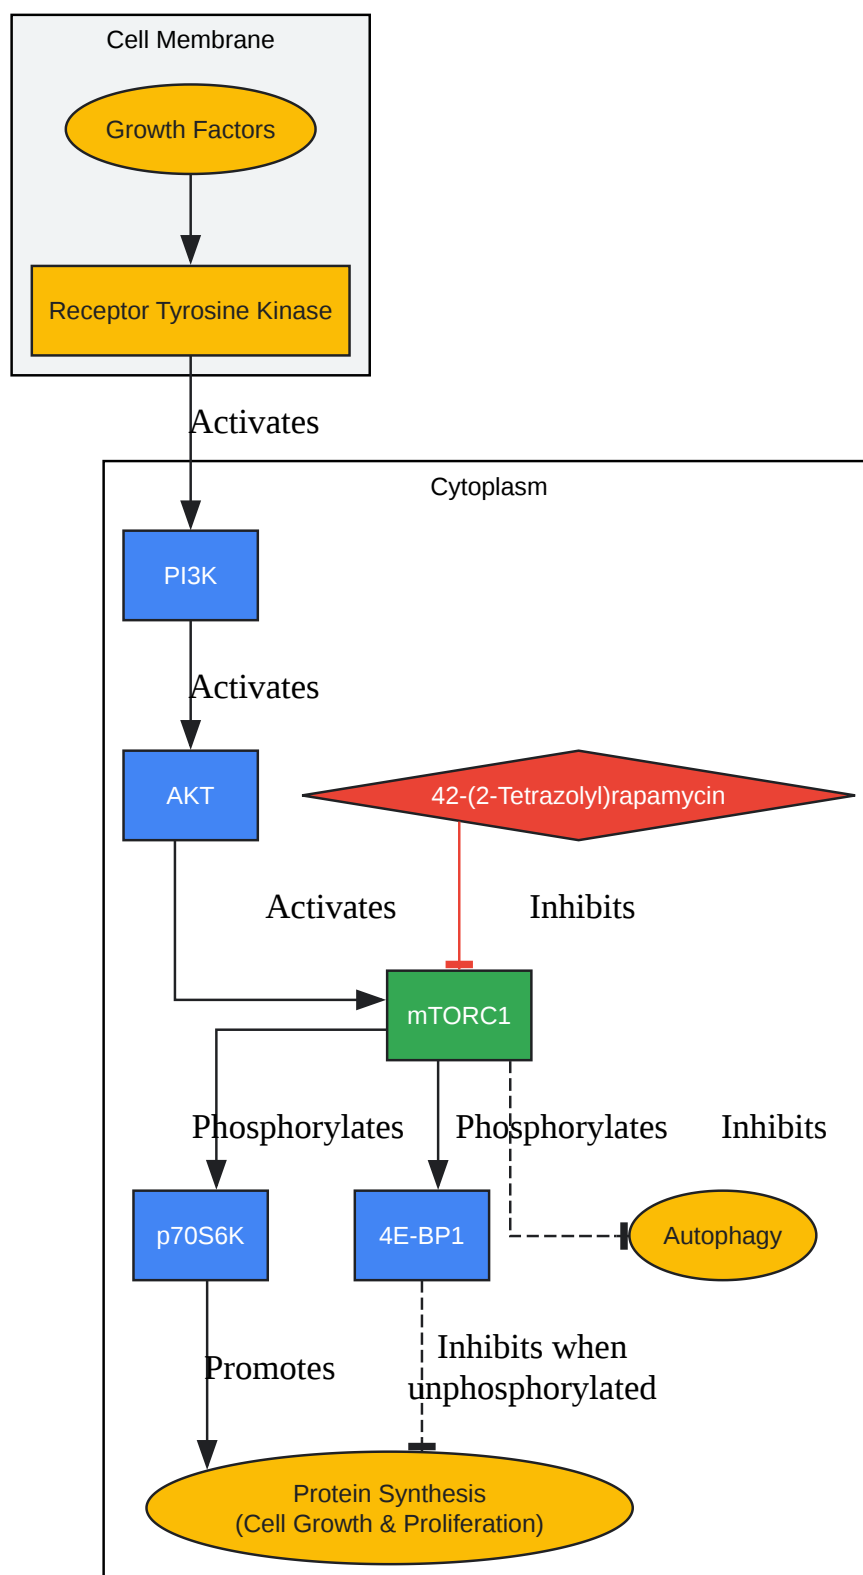 Cell Membrane
Growth Factors
Receptor Tyrosine Kinase
Activates
Cytoplasm
PI3K
Activates
AKT
42-(2-Tetrazolyl)rapamycin
Activates
Inhibits
mTORC1
Phosphorylates
Phosphorylates
Inhibits
p70S6K
4E-BP1
Autophagy
Promotes
Inhibits when
unphosphorylated
Protein Synthesis
(Cell Growth & Proliferation)